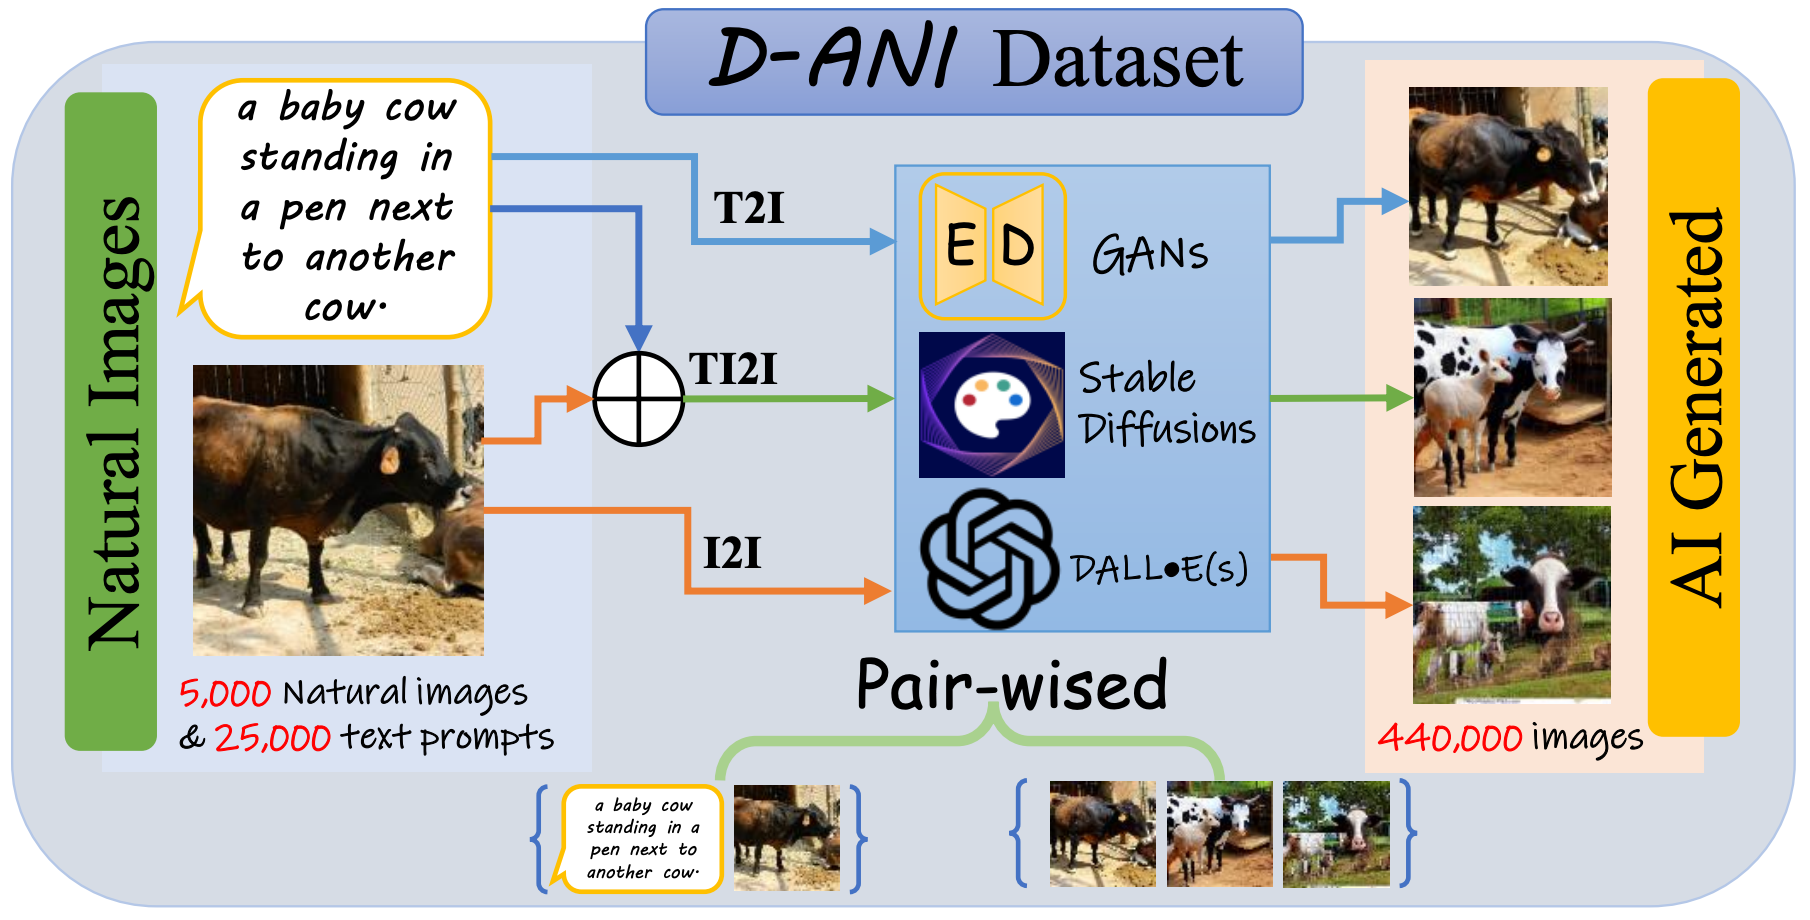 D-ANI Dataset
Natural Images
a baby cow
standing in
a pen next
to another
cow.
5,000 Natural images
& 25,000 text prompts
T2I
TI2I
I2I
E D
GANs
Stable
Diffusions
DALL•E(s)
AI Generated
440,000 images
Pair-wised
a baby cow
standing in a
pen next to
another cow.